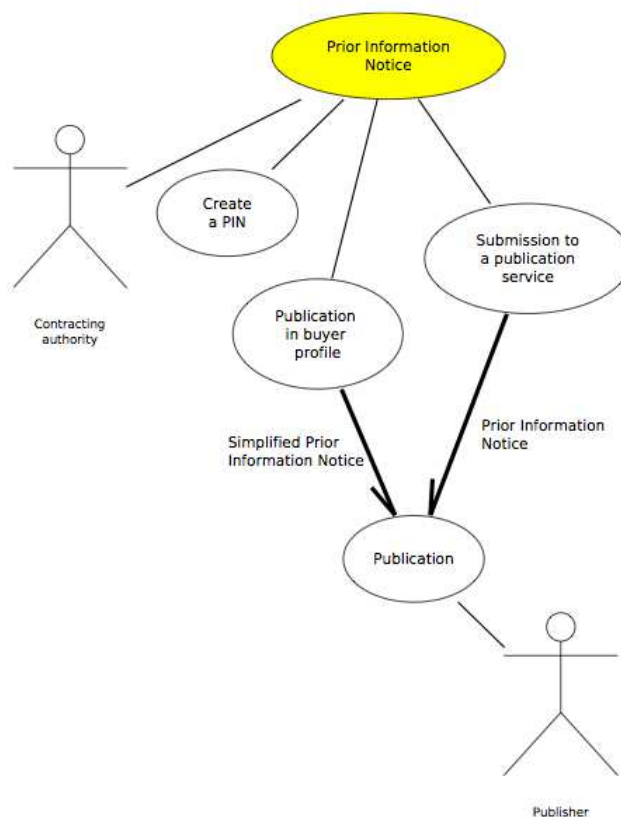 Prior Information
Notice
Create
a PIN
Submission to
a publication
service
Contracting
authority
Publication
in buyer
profile
Simplified Prior
Information Notice
Prior Information
Notice
Publication
Publisher